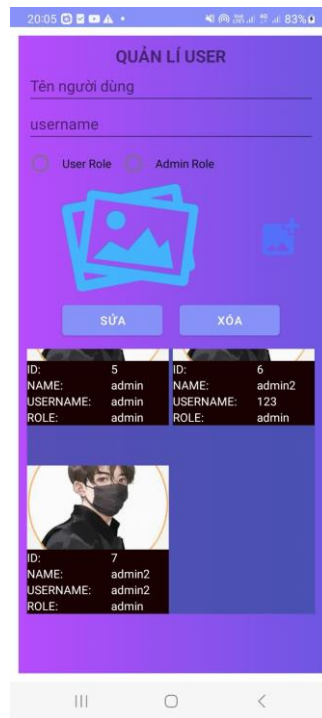 20:05 83%
QUẢN LÍ USER
Tên người dùng
username
User Role Admin Role
SỬA XÓA
ID: 5 ID: 6
NAME: admin NAME: admin2
USERNAME: admin USERNAME: 123
ROLE: admin ROLE: admin
ID: 7
NAME: admin2
USERNAME: admin2
ROLE: admin